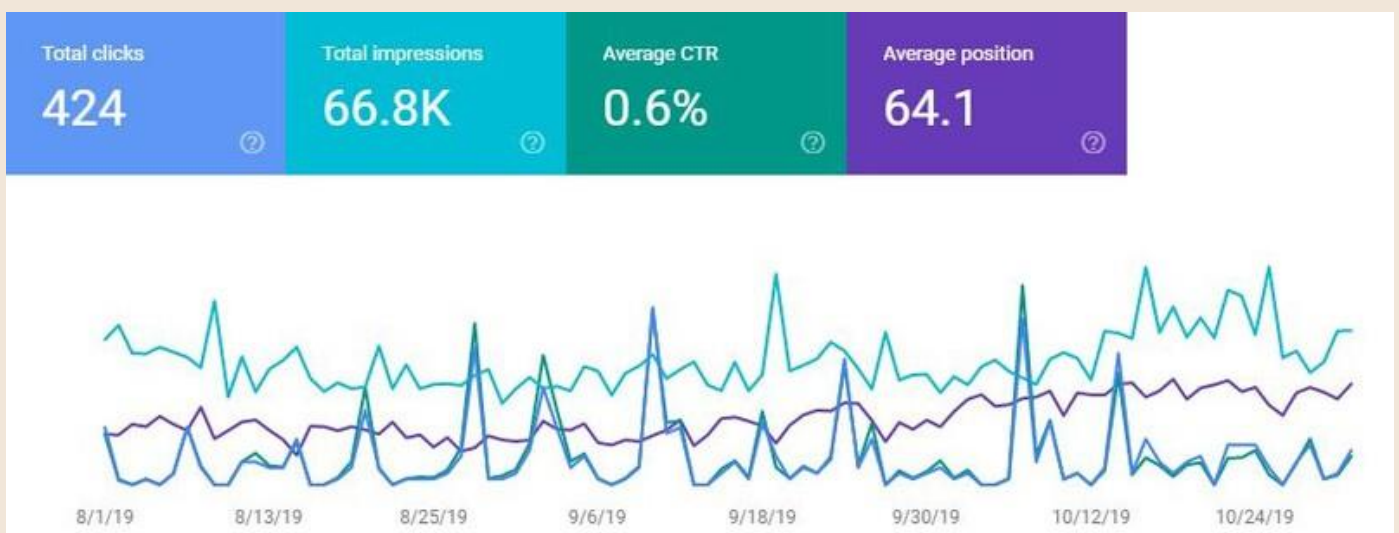 Total clicks Total impressions Average CTR Average position
424 66.8K 0.6% 64.1
? ? ? ?
8/1/19 8/13/19 8/25/19 9/6/19 9/18/19 9/30/19 10/12/19 10/24/19